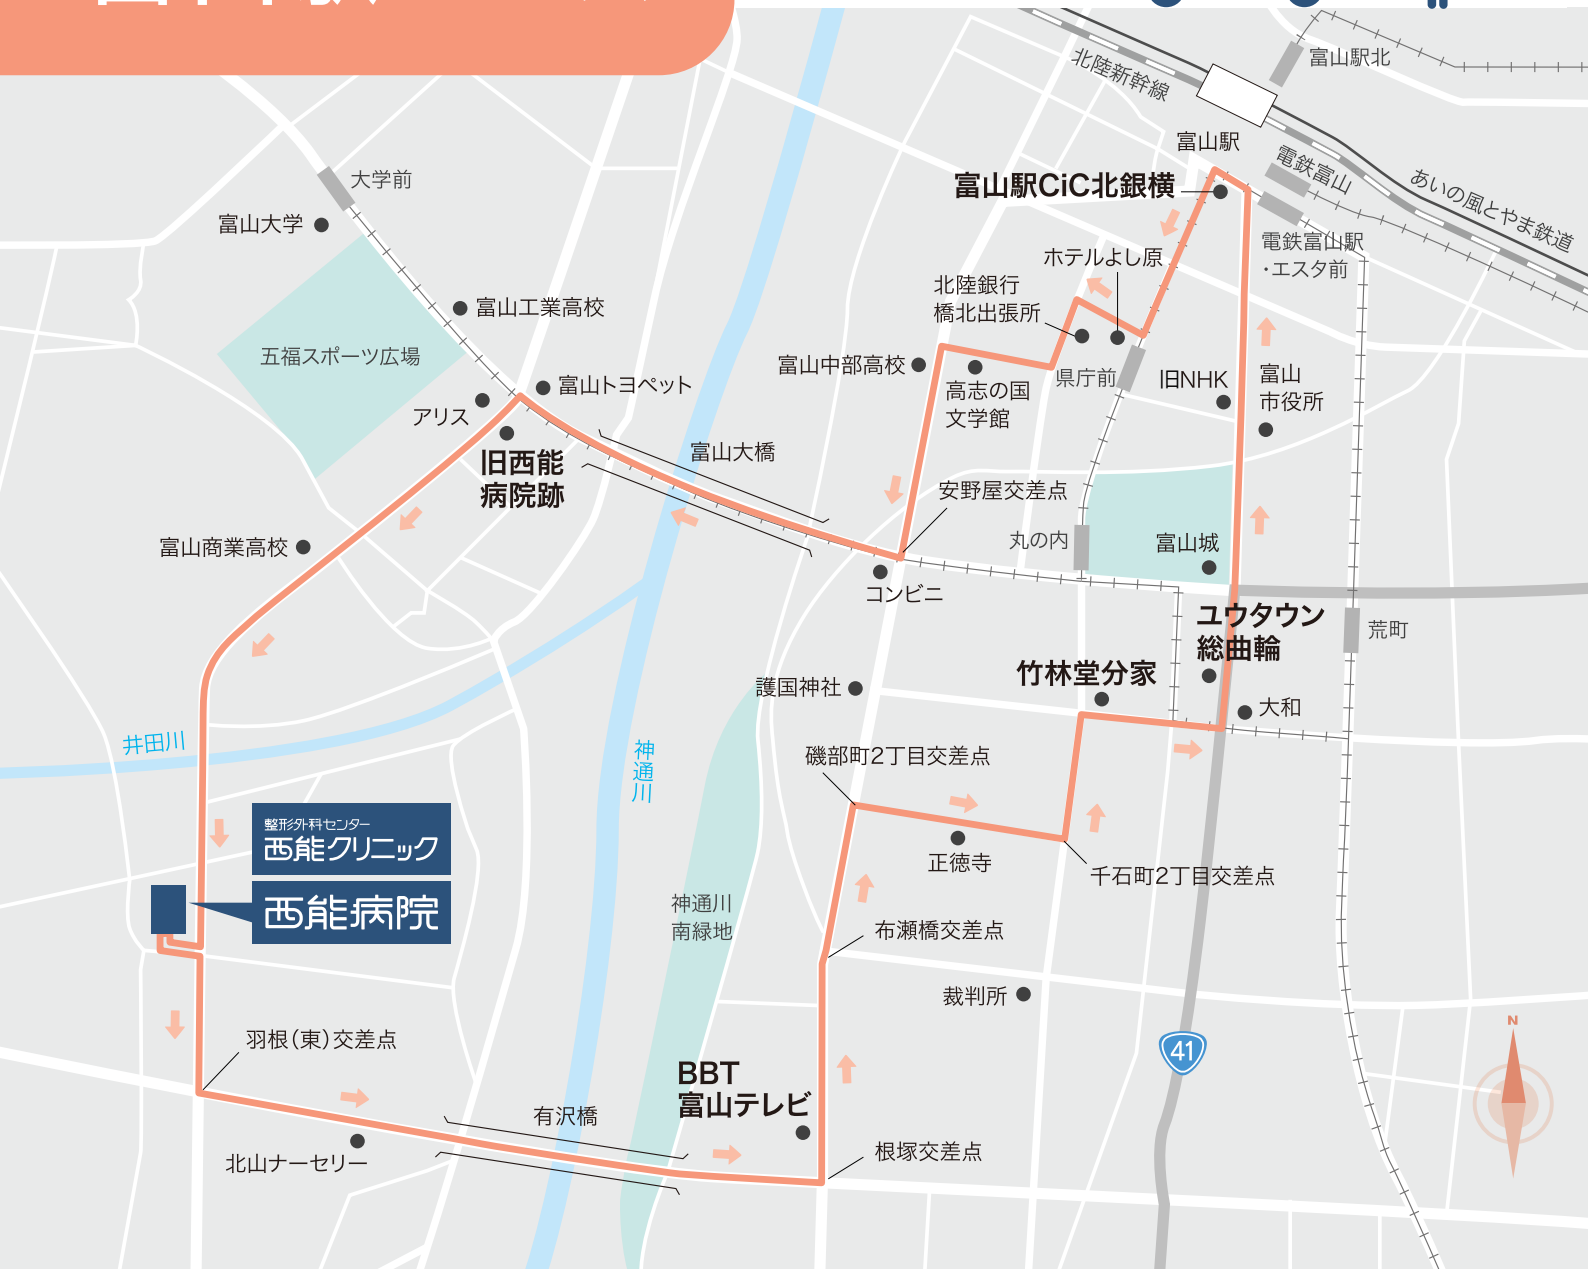 北陸新幹線
富山駅北
富山駅
電鉄富山
あいの風とやま鉄道
大学前
富山駅CiC北銀横
富山大学
電鉄富山駅
・エスタ前
ホテルよし原
北陸銀行
橋北出張所
富山工業高校
五福スポーツ広場
富山中部高校
県庁前
旧NHK
富山
市役所
富山トヨペット
アリス
高志の国
文学館
富山大橋
旧西能
病院跡
安野屋交差点
富山商業高校
丸の内
富山城
コンビニ
ユウタウン
総曲輪
荒町
竹林堂分家
護国神社
大和
井田川
神通川
磯部町2丁目交差点
整形外科センター
西能クリニック
正徳寺
千石町2丁目交差点
西能病院
神通川
南緑地
布瀬橋交差点
裁判所
羽根(東)交差点
41
N
BBT
富山テレビ
有沢橋
北山ナーセリー
根塚交差点